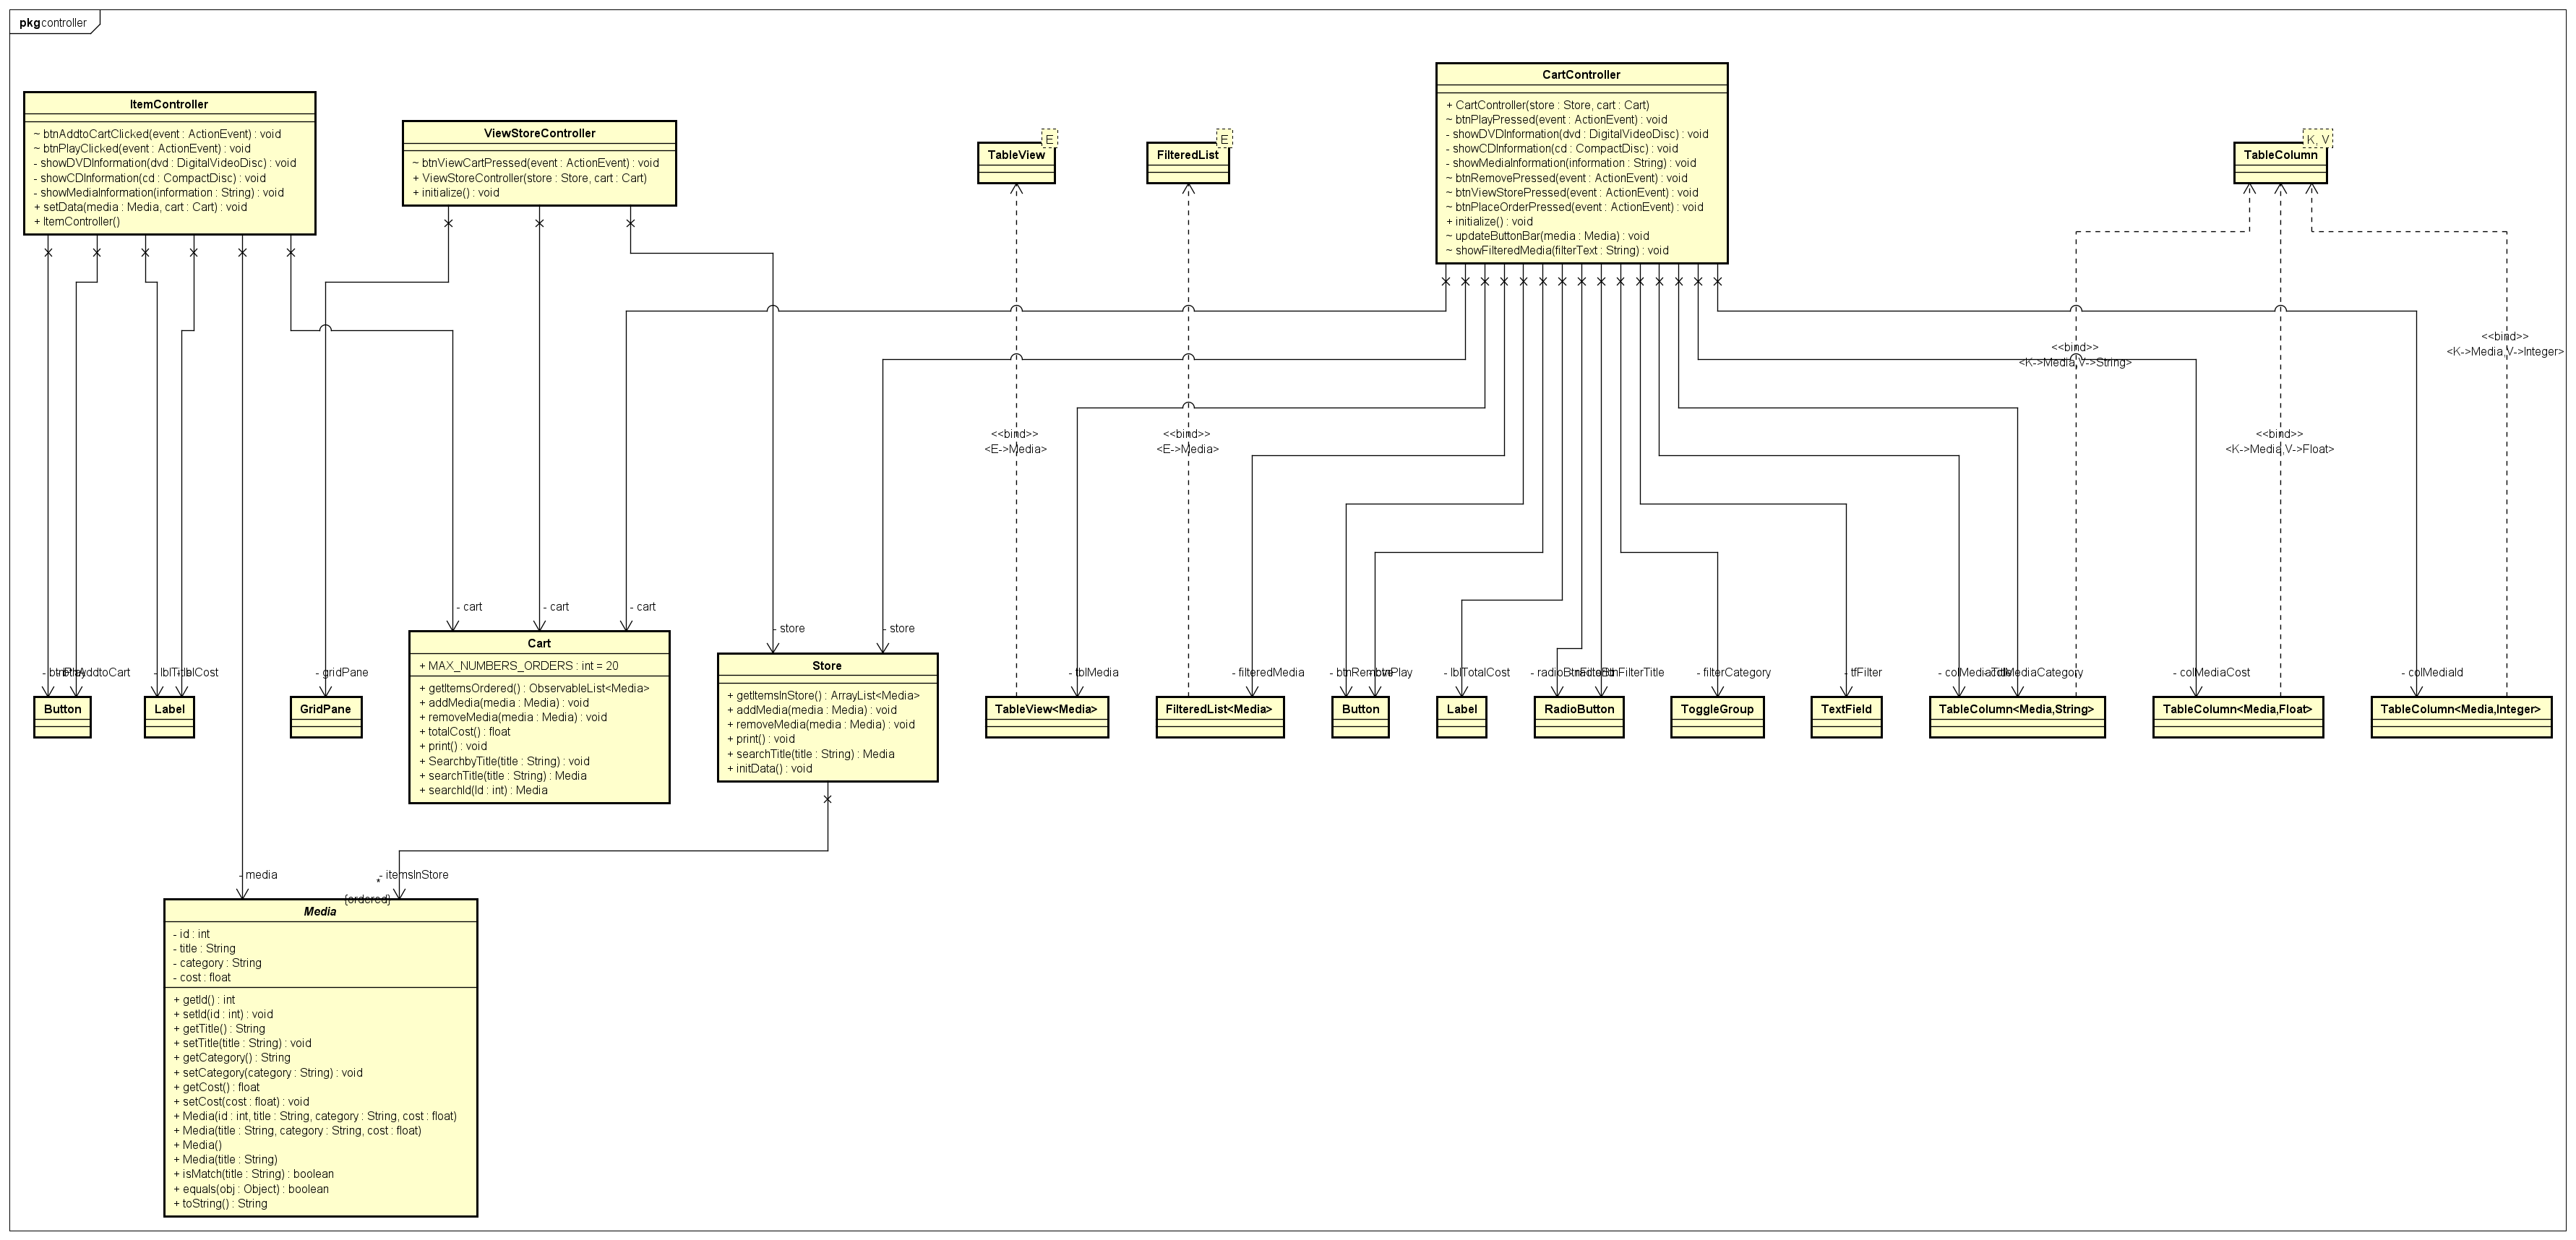 pkg controller
ItemController
~ btnAddtoCartClicked(event : ActionEvent) : void
~ btnPlayClicked(event : ActionEvent) : void
- showDVDInformation(dvd : DigitalVideoDisc) : void
- showCDInformation(cd : CompactDisc) : void
- showMediaInformation(information : String) : void
+ setData(media : Media, cart : Cart) : void
+ ItemController()
ViewStoreController
~ btnViewCartPressed(event : ActionEvent) : void
+ ViewStoreController(store : Store, cart : Cart)
+ initialize() : void
TableView
E
FilteredList
E
CartController
+ CartController(store : Store, cart : Cart)
~ btnPlayPressed(event : ActionEvent) : void
- showDVDInformation(dvd : DigitalVideoDisc) : void
- showCDInformation(cd : CompactDisc) : void
- showMediaInformation(information : String) : void
~ btnRemovePressed(event : ActionEvent) : void
~ btnViewStorePressed(event : ActionEvent) : void
~ btnPlaceOrderPressed(event : ActionEvent) : void
+ initialize() : void
~ updateButtonBar(media : Media) : void
~ showFilteredMedia(filterText : String) : void
TableColumn
K, V
<<bind>>
<K->Media,V->String>
<<bind>>
<K->Media,V->Integer>
<<bind>>
<E->Media>
<<bind>>
<E->Media>
<<bind>>
<K->Media,V->Float>
- cart
- cart
- cart
- store
- store
- gridPane
- tblMedia
- filteredMedia
- btnRemove
- btnPlay
- lblTotalCost
- filterCategory
- tfFilter
- colMediaCost
- colMediaId
Button
Label
GridPane
Cart
+ MAX_NUMBERS_ORDERS : int = 20
+ getItemsOrdered() : ObservableList<Media>
+ addMedia(media : Media) : void
+ removeMedia(media : Media) : void
+ totalCost() : float
+ print() : void
+ SearchbyTitle(title : String) : void
+ searchTitle(title : String) : Media
+ searchId(Id : int) : Media
Store
+ getItemsInStore() : ArrayList<Media>
+ addMedia(media : Media) : void
+ removeMedia(media : Media) : void
+ print() : void
+ searchTitle(title : String) : Media
+ initData() : void
TableView<Media>
FilteredList<Media>
Button
Label
RadioButton
ToggleGroup
TextField
TableColumn<Media,String>
TableColumn<Media,Float>
TableColumn<Media,Integer>
- media
- itemsInStore
*
{ordered}
Media
- id : int
- title : String
- category : String
- cost : float
+ getId() : int
+ setId(id : int) : void
+ getTitle() : String
+ setTitle(title : String) : void
+ getCategory() : String
+ setCategory(category : String) : void
+ getCost() : float
+ setCost(cost : float) : void
+ Media(id : int, title : String, category : String, cost : float)
+ Media(title : String, category : String, cost : float)
+ Media()
+ Media(title : String)
+ isMatch(title : String) : boolean
+ equals(obj : Object) : boolean
+ toString() : String